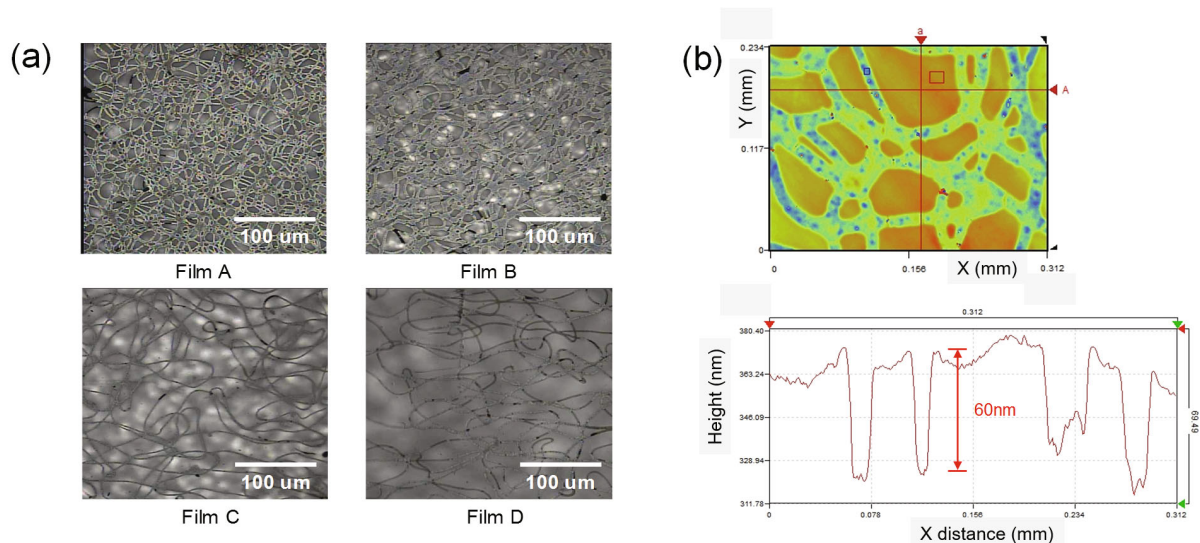 (a)
100 um
Film A
100 um
Film B
100 um
Film C
100 um
Film D
(b)
a
A
Y (mm)
0.234
0.117
0
0
0.156
0.312
X (mm)
0.312
Height (nm)
380.40
363.24
346.09
328.94
311.78
60nm
69.49
0
0.078
0.156
0.234
0.312
X distance (mm)